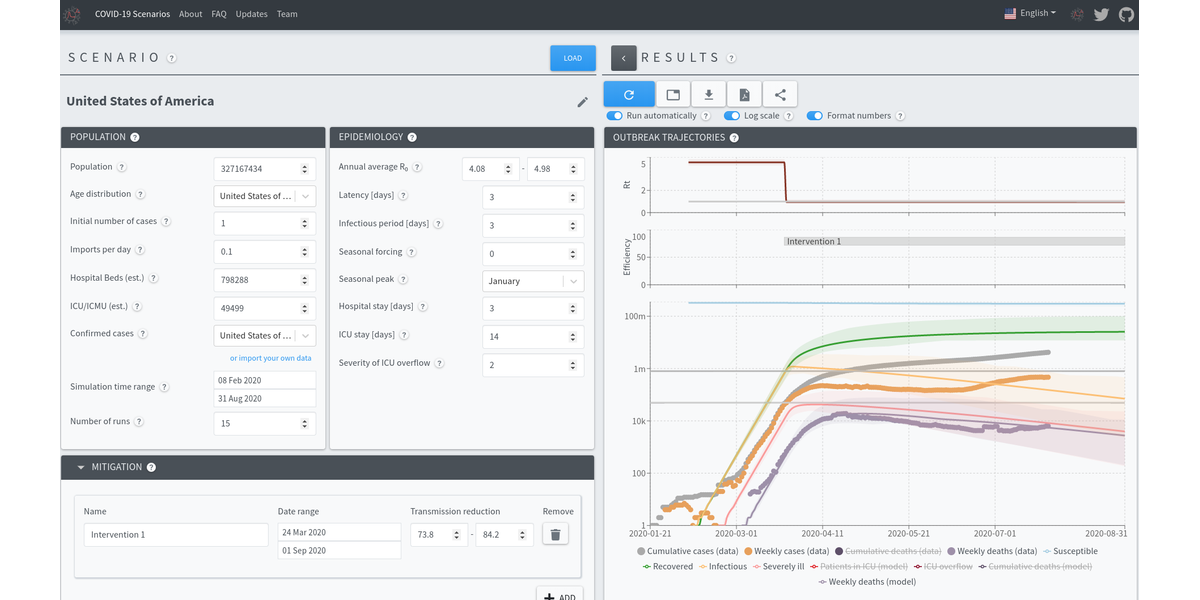 COVID-19 Scenarios About FAQ Updates Team English
SCENARIO ?
LOAD
United States of America
POPULATION ?
Population ? 327167434
Age distribution ? United States of ...
Initial number of cases ? 1
Imports per day ? 0.1
Hospital Beds (est.) ? 798288
ICU/ICMU (est.) ? 49499
Confirmed cases ? United States of ...
or import your own data
Simulation time range ? 08 Feb 2020
31 Aug 2020
Number of runs ? 15
EPIDEMIOLOGY ?
Annual average R0 ? 4.08 - 4.98
Latency [days] ? 3
Infectious period [days] ? 3
Seasonal forcing ? 0
Seasonal peak ? January
Hospital stay [days] ? 3
ICU stay [days] ? 14
Severity of ICU overflow ? 2
MITIGATION ?
Name Date range Transmission reduction Remove
Intervention 1 24 Mar 2020 73.8 - 84.2
01 Sep 2020
+ ADD
< RESULTS ?
Run automatically ? Log scale ? Format numbers ?
OUTBREAK TRAJECTORIES ?
Rt
5
2
0
Efficiency
100
50
0
Intervention 1
100m
1m
10k
100
1
2020-01-21 2020-03-01 2020-04-11 2020-05-21 2020-07-01 2020-08-31
Cumulative cases (data) Weekly cases (data) Cumulative deaths (data) Weekly deaths (data) Susceptible
Recovered Infectious Severely ill Patients in ICU (model) ICU overflow Cumulative deaths (model)
Weekly deaths (model)